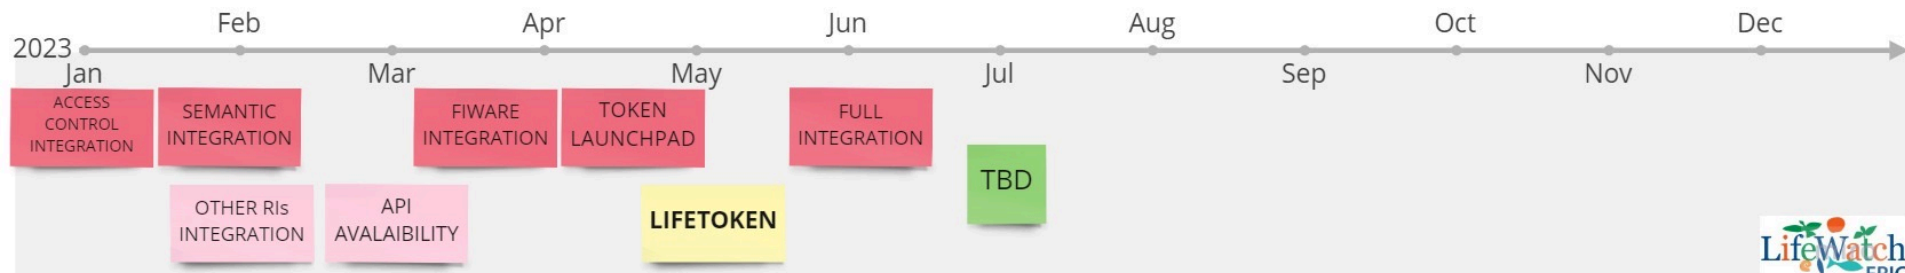 Feb Apr Jun Aug Oct Dec
2023
Jan Mar May Jul Sep Nov
ACCESS
CONTROL
INTEGRATION
SEMANTIC
INTEGRATION
FIWARE
INTEGRATION
TOKEN
LAUNCHPAD
FULL
INTEGRATION
TBD
OTHER RIs
INTEGRATION
API
AVALAIBILITY
LIFETOKEN
LifeWatch
ERIC